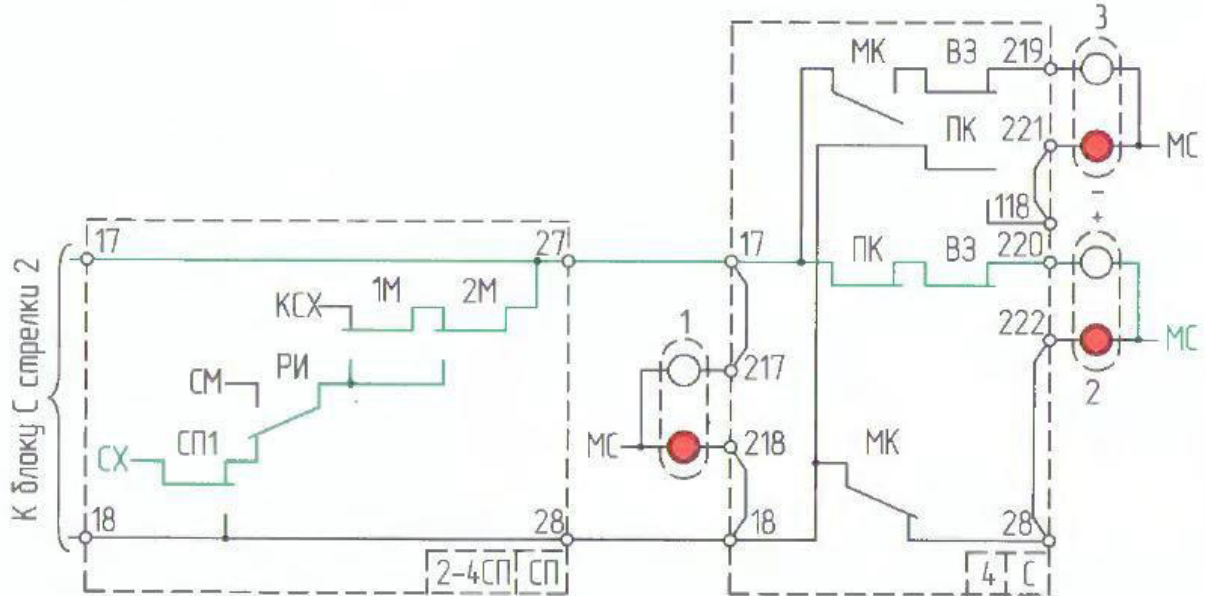 К блоку С стрелки 2
17
27
КСХ
1М
2М
СМ
РИ
СХ
СП1
18
28
2-4СП
СП
1
МС
17
217
218
18
МК
ВЗ
219
ПК
221
118
ПК
ВЗ
220
222
МК
28
4
С
3
МС
-
+
МС
2